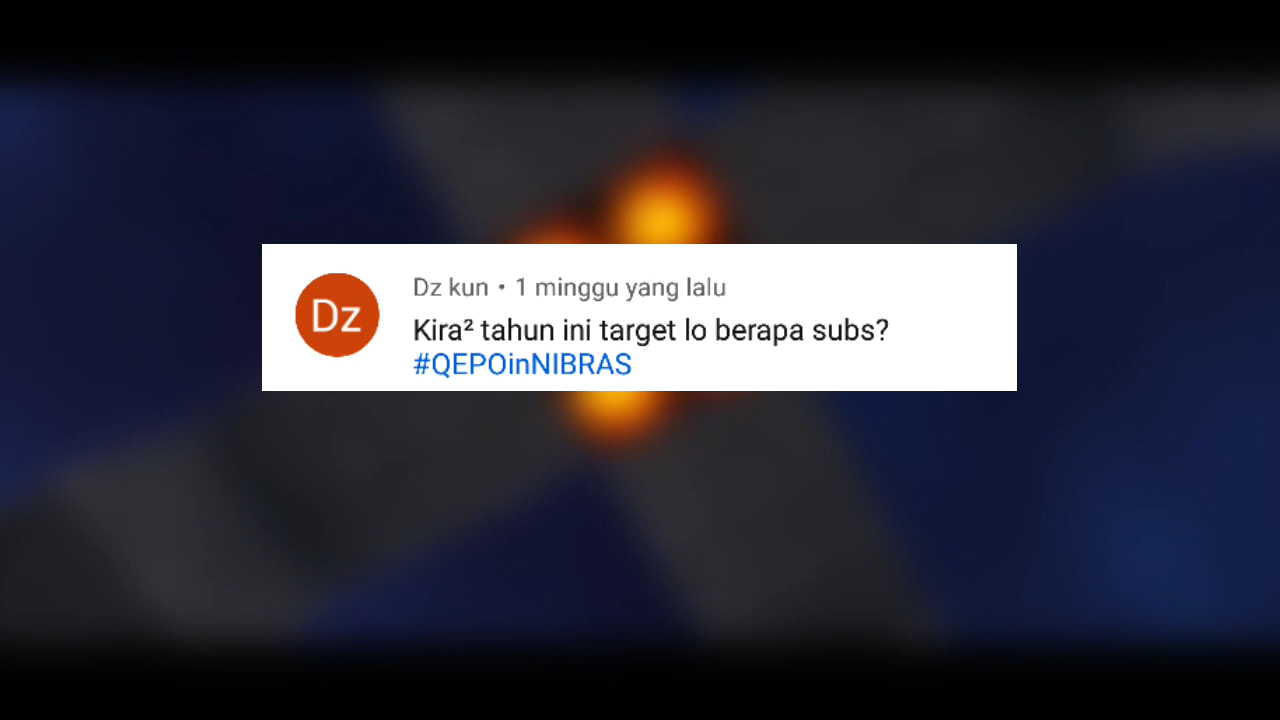 Dz
Dz kun • 1 minggu yang lalu
Kira² tahun ini target lo berapa subs?
#QEPOinNIBRAS